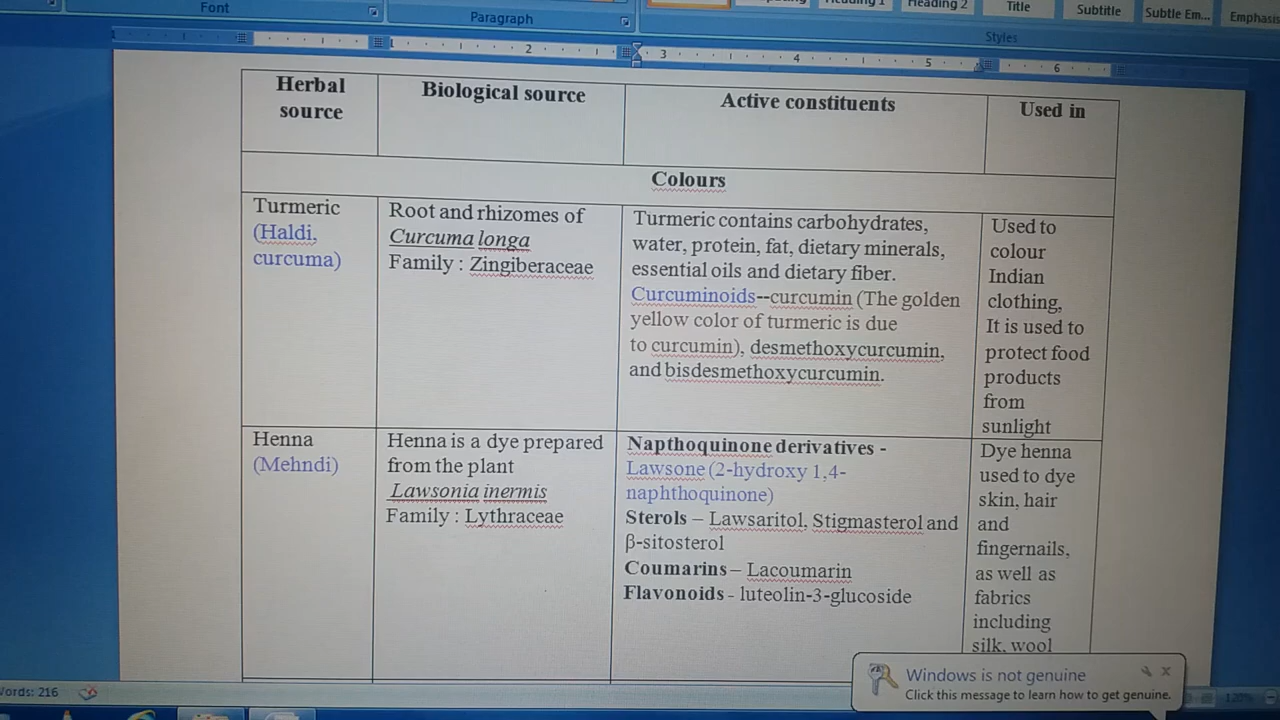 Font
Paragraph
Heading 2
Title
Subtitle
Subtle Em...
Emphasis
Styles
1
2
3
4
5
6
Herbal source
Biological source
Active constituents
Used in
Colours
Turmeric
(Haldi,
curcuma)
Root and rhizomes of
Curcuma longa
Family : Zingiberaceae
Turmeric contains carbohydrates,
water, protein, fat, dietary minerals,
essential oils and dietary fiber.
Curcuminoids--curcumin (The golden
yellow color of turmeric is due
to curcumin), desmethoxycurcumin,
and bisdesmethoxycurcumin.
Used to
colour
Indian
clothing,
It is used to
protect food
products
from
sunlight
Henna
(Mehndi)
Henna is a dye prepared
from the plant
Lawsonia inermis
Family : Lythraceae
Napthoquinone derivatives -
Lawsone (2-hydroxy 1,4-
naphthoquinone)
Sterols – Lawsaritol, Stigmasterol and
β-sitosterol
Coumarins – Lacoumarin
Flavonoids - luteolin-3-glucoside
Dye henna
used to dye
skin, hair
and
fingernails,
as well as
fabrics
including
silk, wool
Windows is not genuine
Click this message to learn how to get genuine.
Words: 216
120%